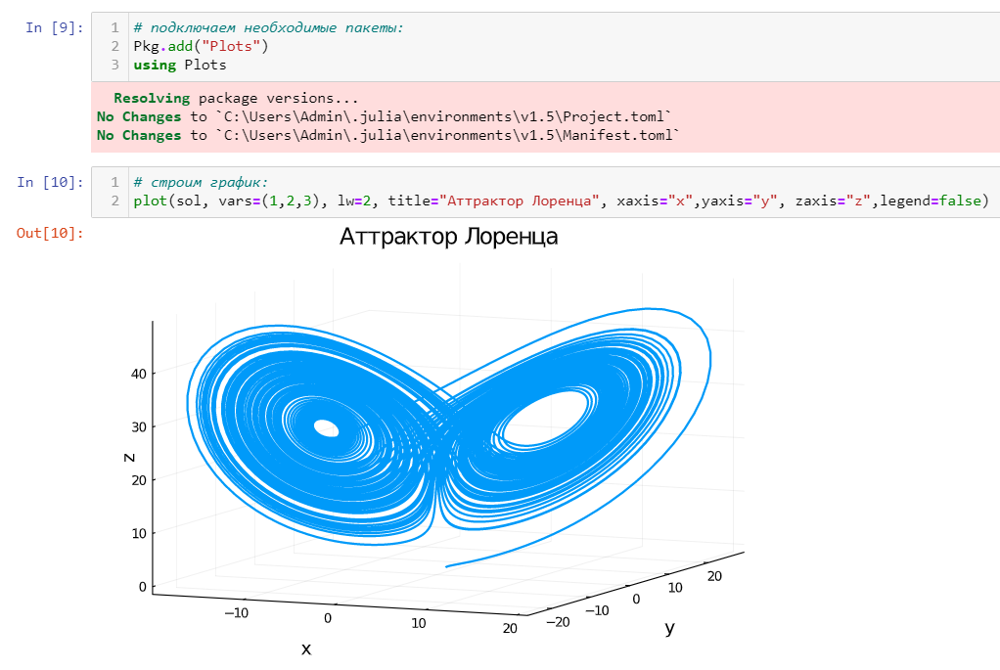 In [9]:
1 # подключаем необходимые пакеты:
2 Pkg.add("Plots")
3 using Plots
Resolving package versions...
No Changes to `C:\Users\Admin\.julia\environments\v1.5\Project.toml`
No Changes to `C:\Users\Admin\.julia\environments\v1.5\Manifest.toml`
In [10]:
1 # строим график:
2 plot(sol, vars=(1,2,3), lw=2, title="Аттрактор Лоренца", xaxis="x",yaxis="y", zaxis="z",legend=false)
Out[10]:
Аттрактор Лоренца
40
30
z
20
10
0
−10
0
10
20
x
−20
−10
0
10
20
y